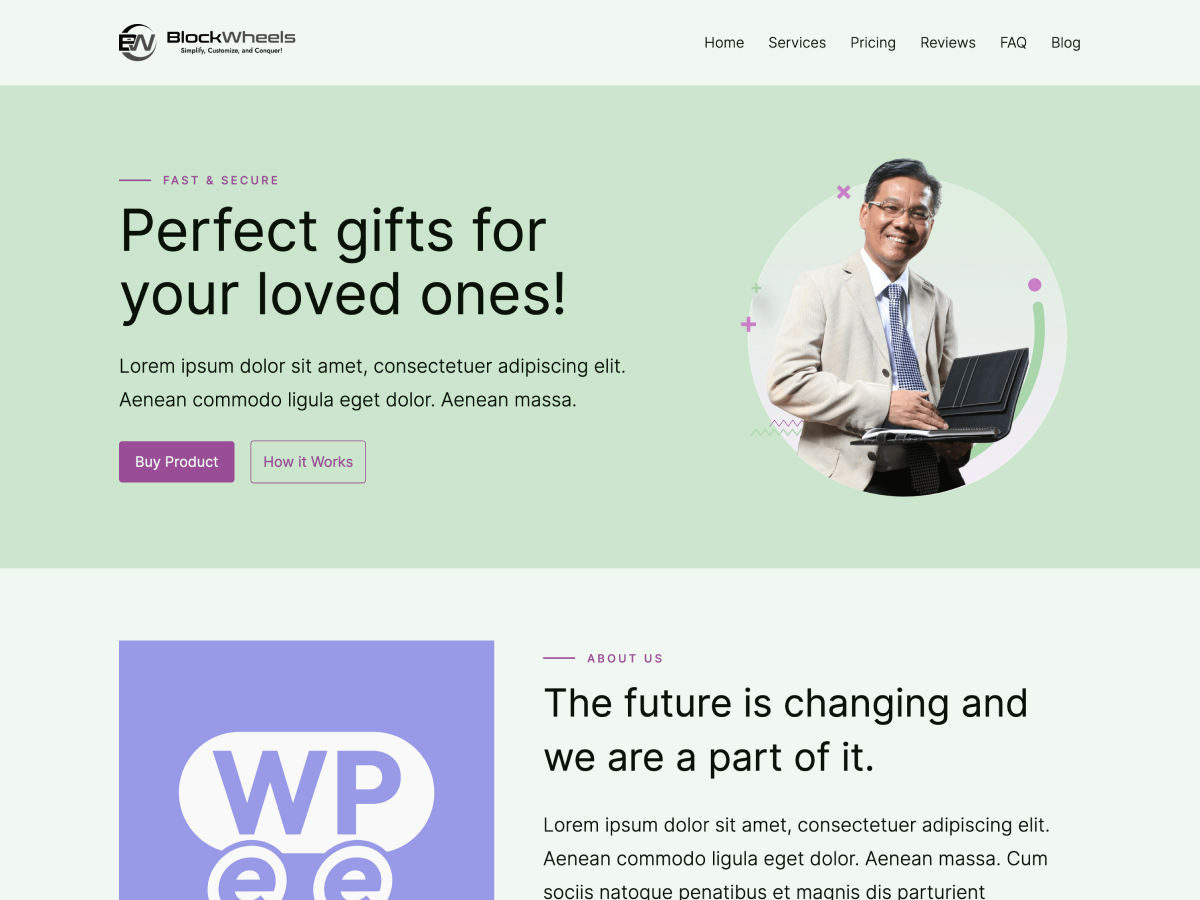 BW BlockWheels
Simplify, Customize, and Conquer!
Home Services Pricing Reviews FAQ Blog
FAST & SECURE
Perfect gifts for
your loved ones!
Lorem ipsum dolor sit amet, consectetuer adipiscing elit.
Aenean commodo ligula eget dolor. Aenean massa.
Buy Product How it Works
WP
e e
ABOUT US
The future is changing and
we are a part of it.
Lorem ipsum dolor sit amet, consectetuer adipiscing elit.
Aenean commodo ligula eget dolor. Aenean massa. Cum
sociis natoque penatibus et magnis dis parturient